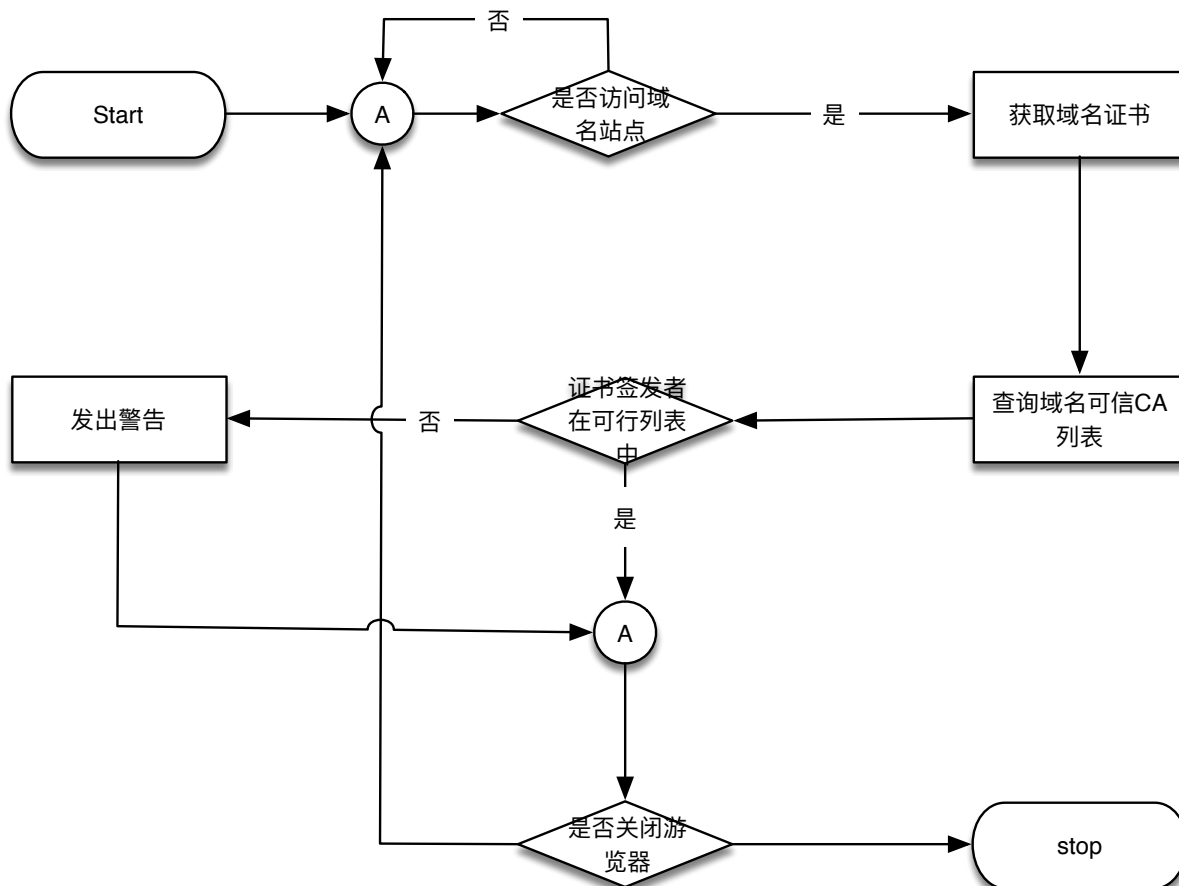 否
Start
A
是否访问域
名站点
是
获取域名证书
发出警告
否
证书签发者
在可行列表
中
查询域名可信CA
列表
是
A
是否关闭游
览器
stop